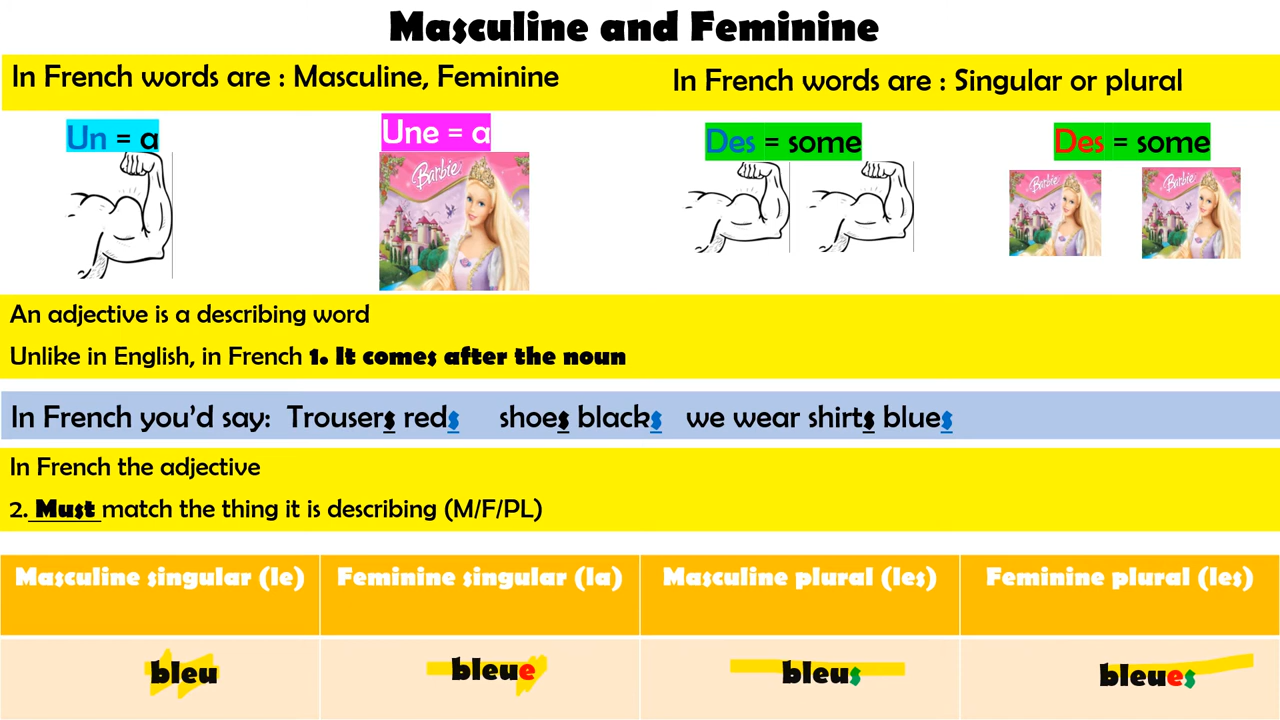 Masculine and Feminine
In French words are : Masculine, Feminine
In French words are : Singular or plural
Un = a
Une = a
Des = some
Des = some
Barbie
Barbie
Barbie
An adjective is a describing word
Unlike in English, in French 1. It comes after the noun
In French you’d say: Trousers reds shoes blacks we wear shirts blues
In French the adjective
2. Must match the thing it is describing (M/F/PL)
Masculine singular (le)
Feminine singular (la)
Masculine plural (les)
Feminine plural (les)
bleu
bleue
bleus
bleues